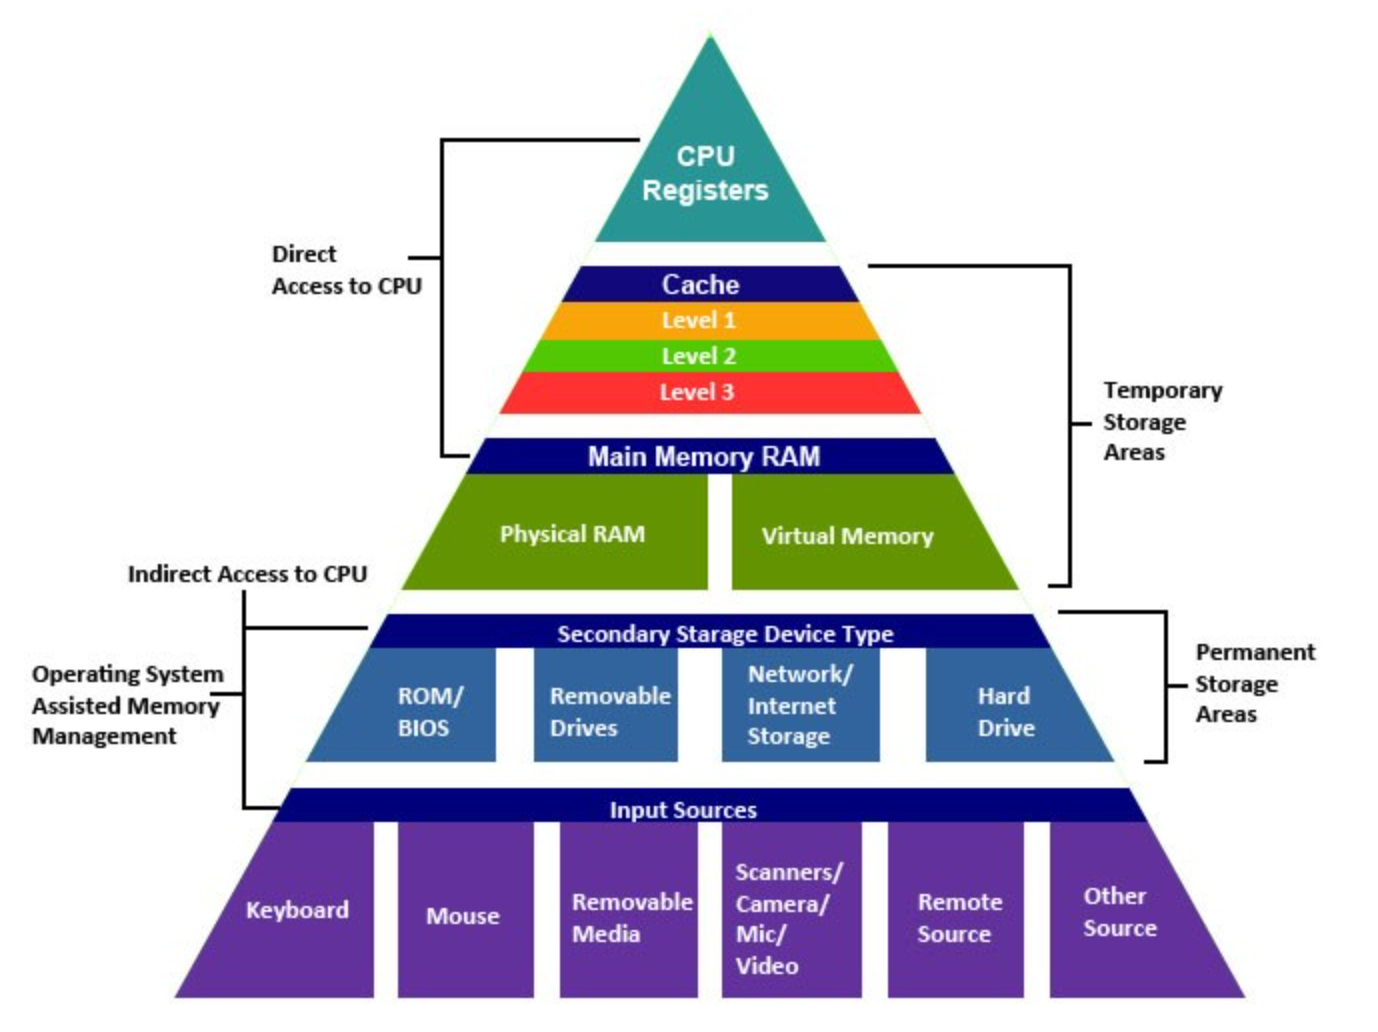 CPU
Registers
Direct
Access to CPU
Cache
Level 1
Level 2
Level 3
Temporary
Storage
Areas
Main Memory RAM
Physical RAM
Virtual Memory
Indirect Access to CPU
Secondary Starage Device Type
Operating System
Assisted Memory
Management
ROM/
BIOS
Removable
Drives
Network/
Internet
Storage
Hard
Drive
Permanent
Storage
Areas
Input Sources
Keyboard
Mouse
Removable
Media
Scanners/
Camera/
Mic/
Video
Remote
Source
Other
Source